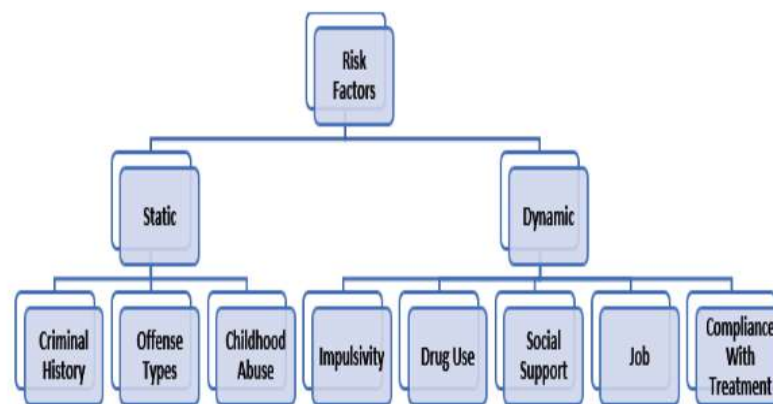 Risk
Factors
Static
Dynamic
Criminal
History
Offense
Types
Childhood
Abuse
Impulsivity
Drug Use
Social
Support
Job
Compliance
With
Treatment